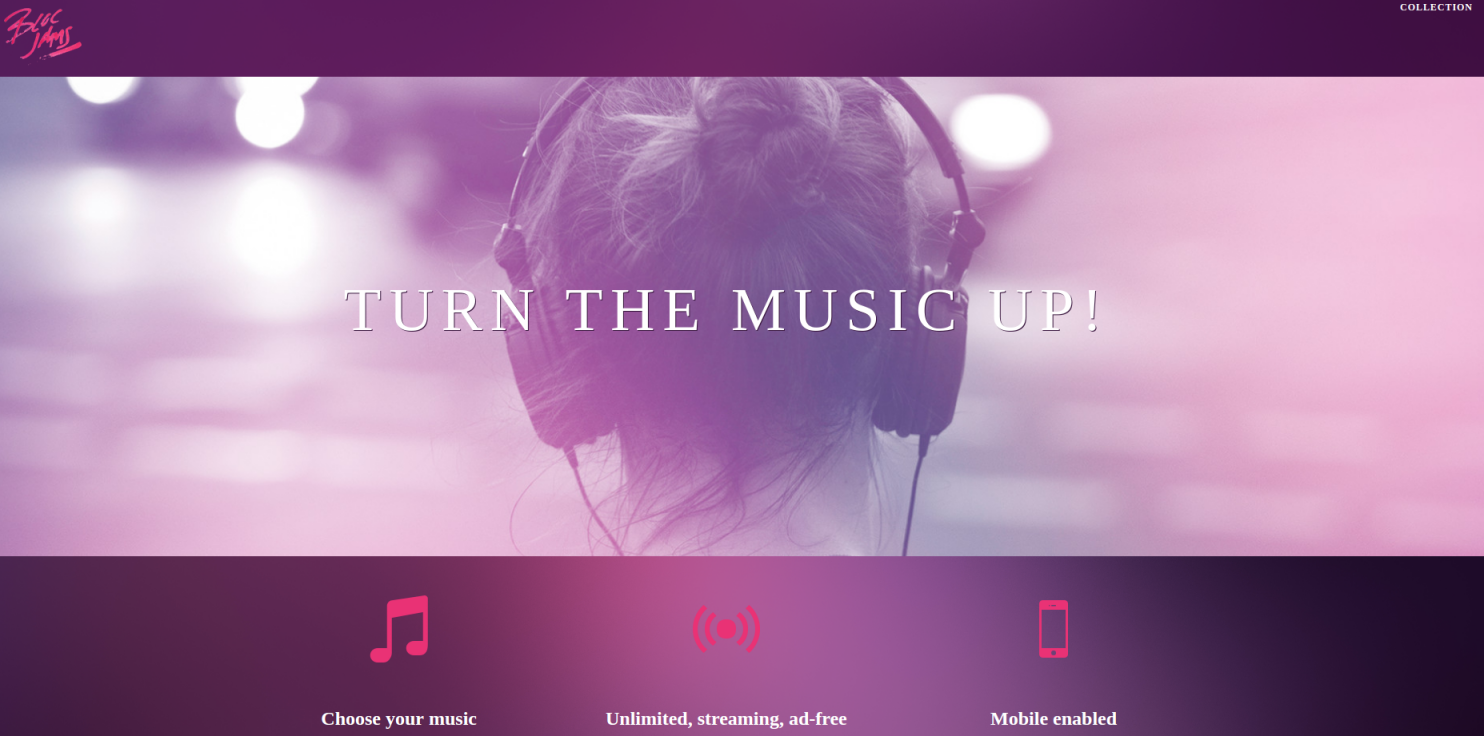 Bloc
Jams
COLLECTION
TURN THE MUSIC UP!
Choose your music
Unlimited, streaming, ad-free
Mobile enabled